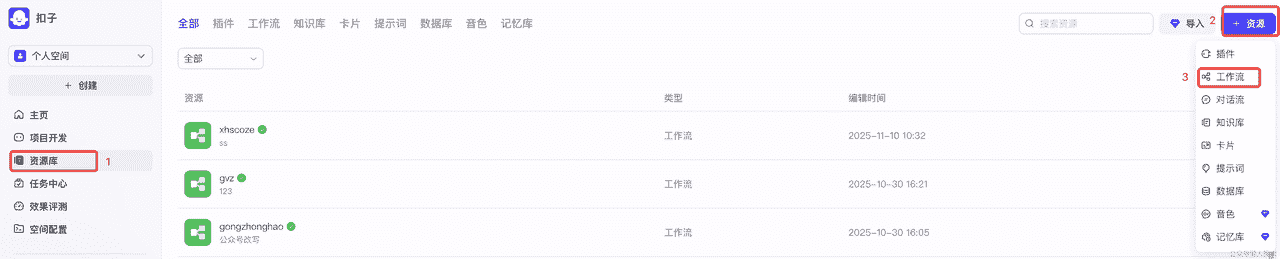 扣子
个人空间
+ 创建
主页
项目开发
资源库 1
任务中心
效果评测
空间配置
全部 插件 工作流 知识库 卡片 提示词 数据库 音色 记忆库
搜索资源
导入 2 + 资源
全部
资源 类型 编辑时间
xhscoze 工作流 2025-11-10 10:32
ss
gvz 工作流 2025-10-30 16:21
123
gongzhonghao 工作流 2025-10-30 16:05
公众号改写
插件
3 工作流
对话流
知识库
卡片
提示词
数据库
音色
记忆库